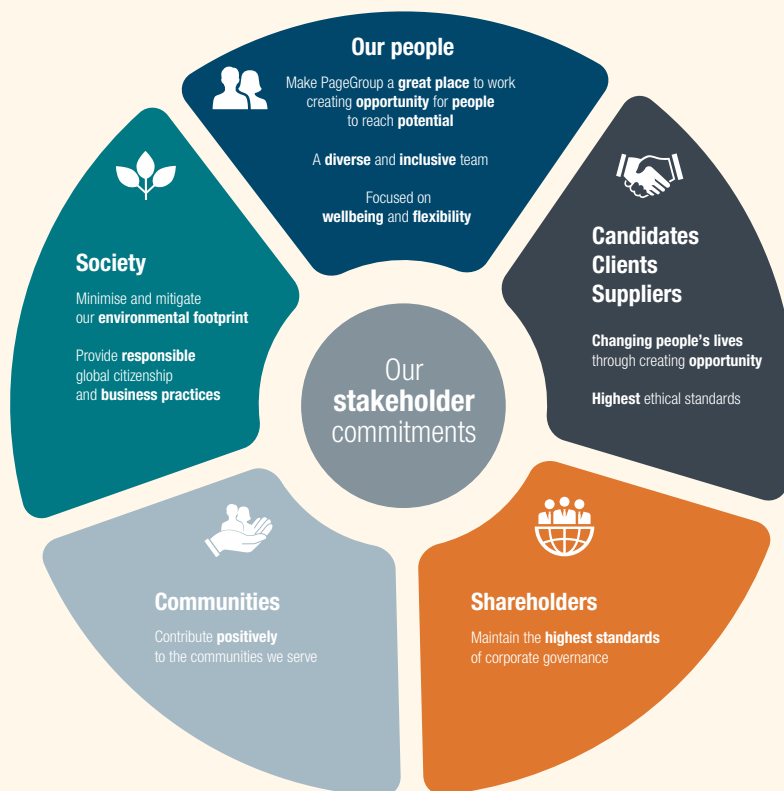 Our people
Make PageGroup a great place to work
creating opportunity for people
to reach potential
A diverse and inclusive team
Focused on
wellbeing and flexibility
Candidates
Clients
Suppliers
Changing people's lives
through creating opportunity
Highest ethical standards
Shareholders
Maintain the highest standards
of corporate governance
Communities
Contribute positively
to the communities we serve
Society
Minimise and mitigate
our environmental footprint
Provide responsible
global citizenship
and business practices
Our
stakeholder
commitments